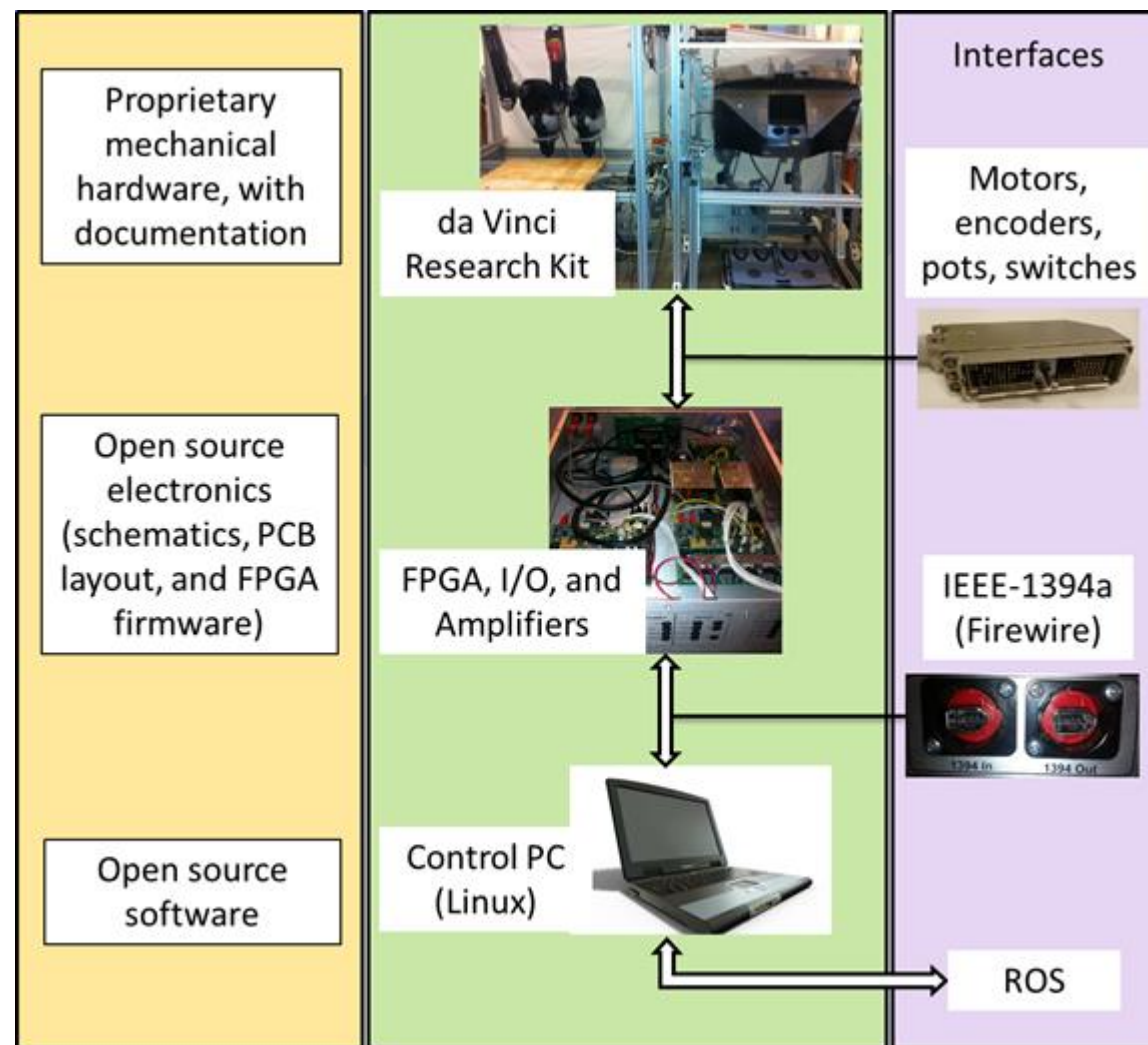 Proprietary
mechanical
hardware, with
documentation
Open source
electronics
(schematics, PCB
layout, and FPGA
firmware)
Open source
software
da Vinci
Research Kit
FPGA, I/O, and
Amplifiers
Control PC
(Linux)
Interfaces
Motors,
encoders,
pots, switches
IEEE-1394a
(Firewire)
1394 In
1394 Out
ROS